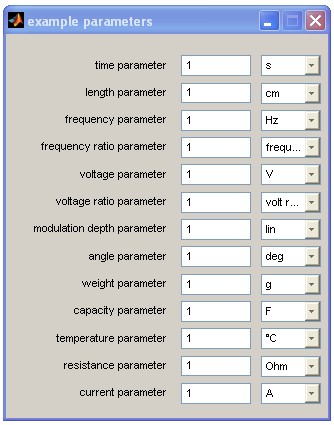 example parameters
time parameter 1 s
length parameter 1 cm
frequency parameter 1 Hz
frequency ratio parameter 1 frequ...
voltage parameter 1 V
voltage ratio parameter 1 volt r...
modulation depth parameter 1 lin
angle parameter 1 deg
weight parameter 1 g
capacity parameter 1 F
temperature parameter 1 °C
resistance parameter 1 Ohm
current parameter 1 A